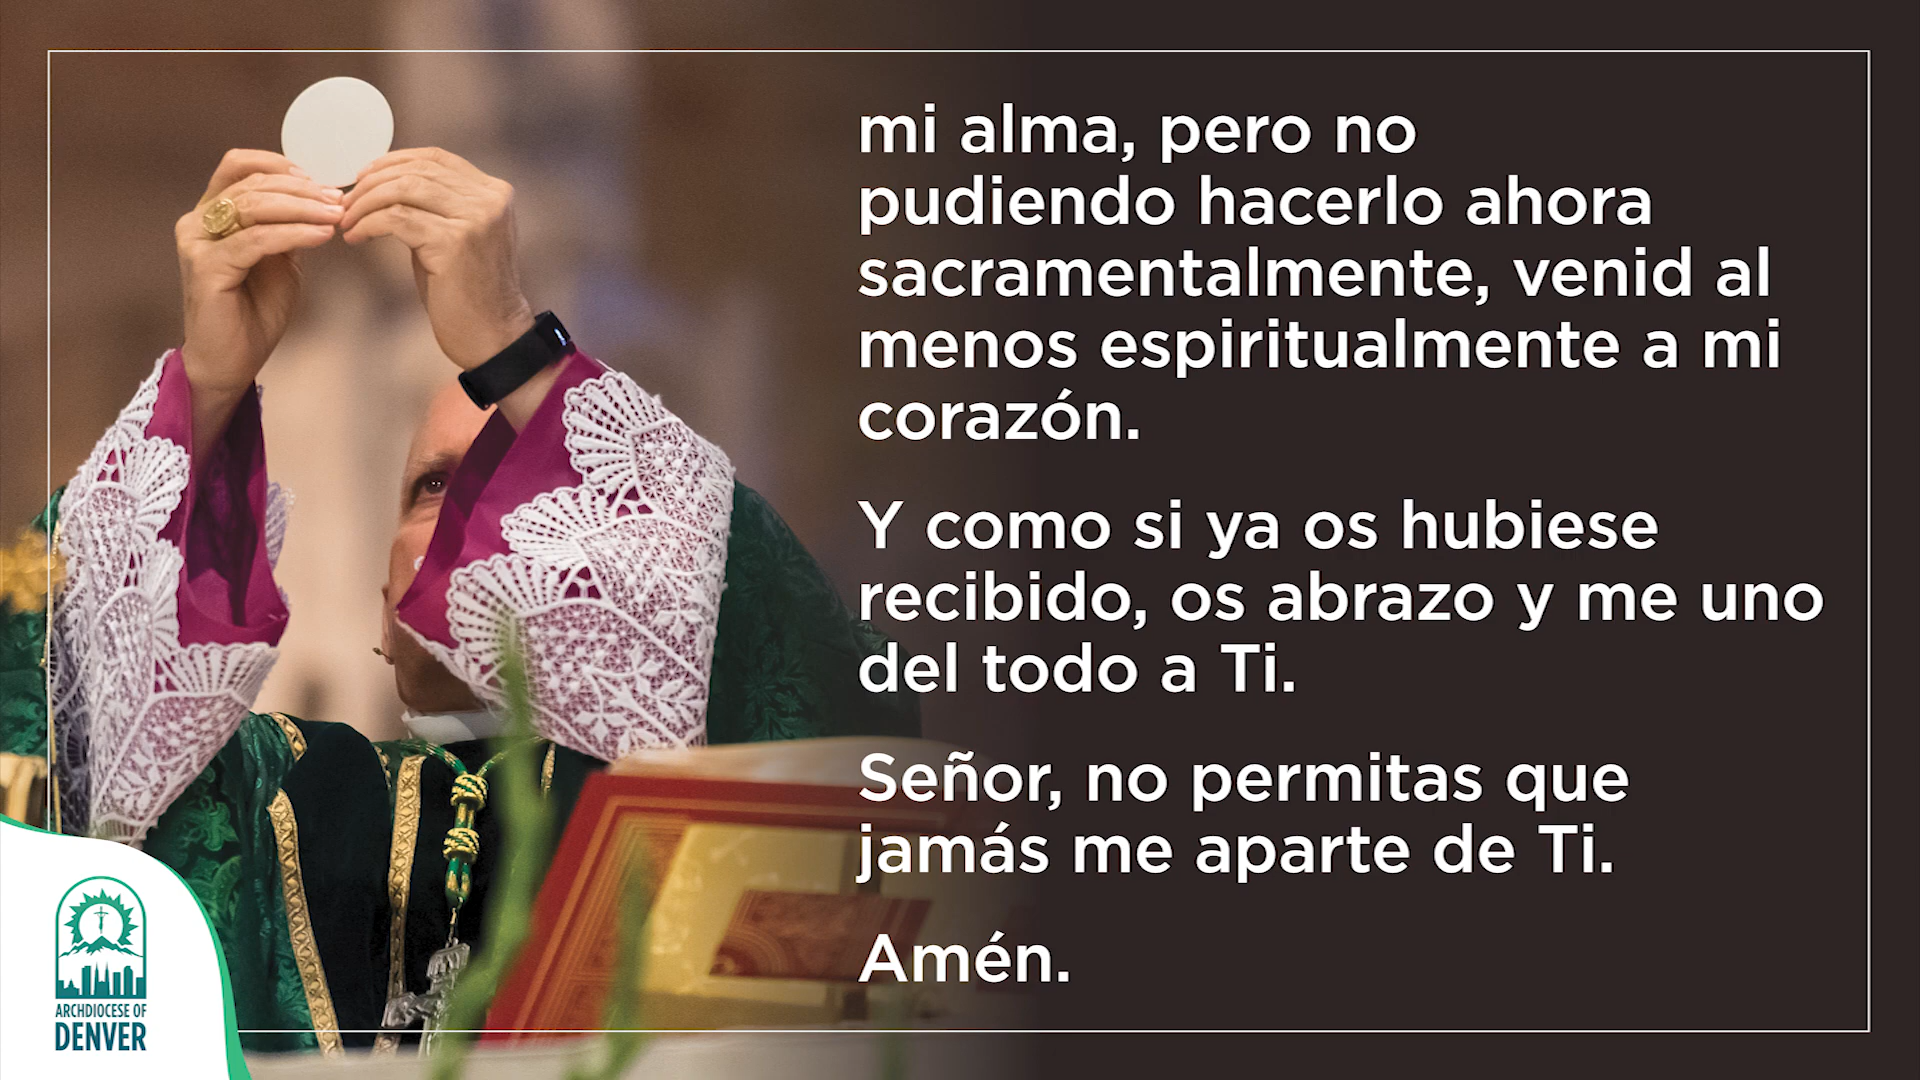 mi alma, pero no
pudiendo hacerlo ahora
sacramentalmente, venid al
menos espiritualmente a mi
corazón.
Y como si ya os hubiese
recibido, os abrazo y me uno
del todo a Ti.
Señor, no permitas que
jamás me aparte de Ti.
Amén.
ARCHDIOCESE OF
DENVER